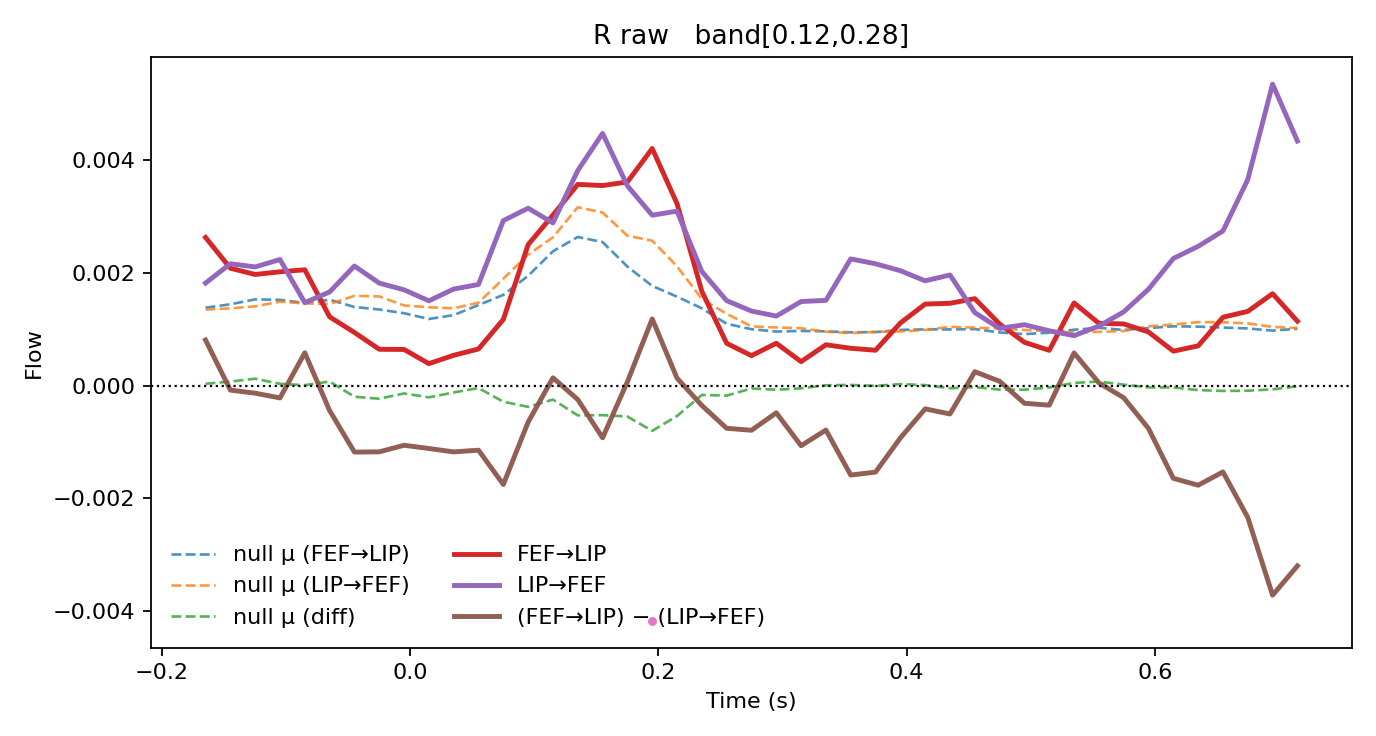 R raw   band[0.12,0.28]
Flow
0.004
0.002
0.000
−0.002
−0.004
null μ (FEF→LIP)
null μ (LIP→FEF)
null μ (diff)
FEF→LIP
LIP→FEF
(FEF→LIP) − (LIP→FEF)
−0.2
0.0
0.2
0.4
0.6
Time (s)